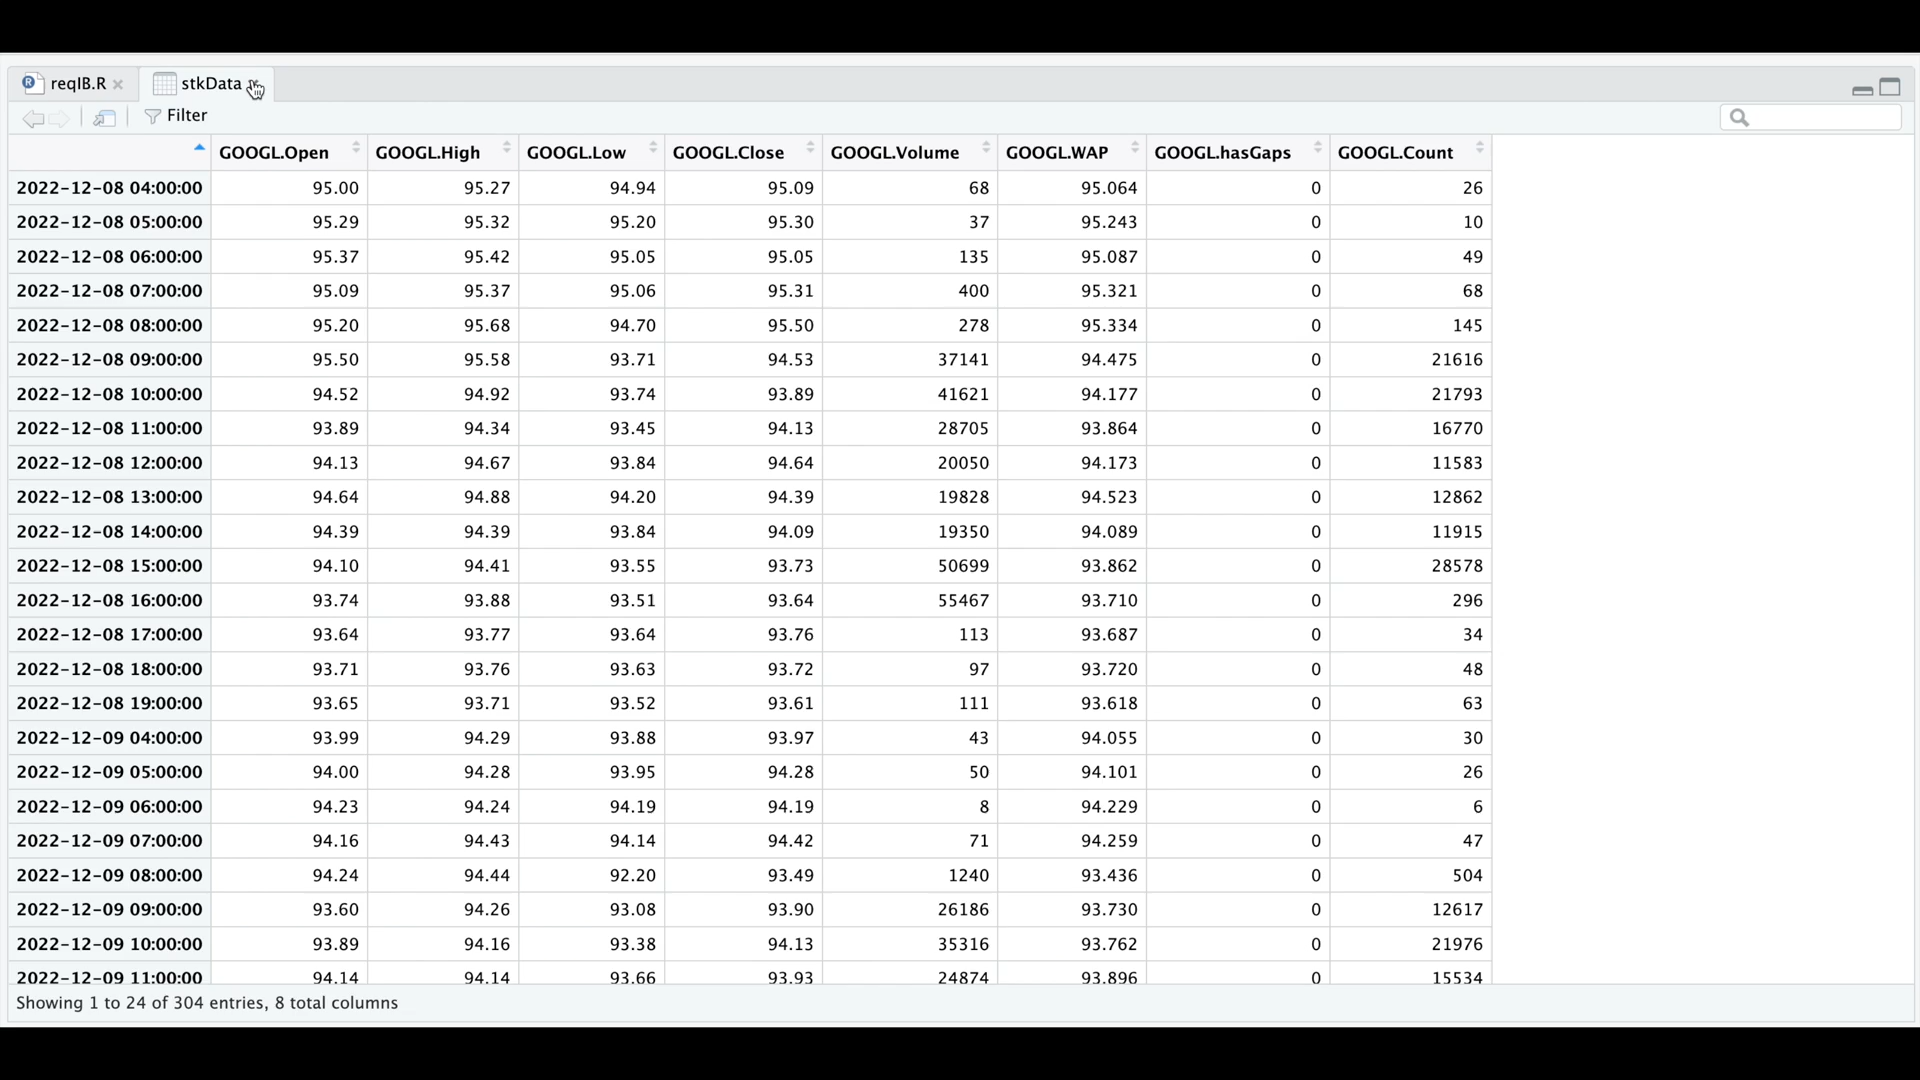 reqIB.R stkData
Filter
GOOGL.Open GOOGL.High GOOGL.Low GOOGL.Close GOOGL.Volume GOOGL.WAP GOOGL.hasGaps GOOGL.Count
2022-12-08 04:00:00 95.00 95.27 94.94 95.09 68 95.064 0 26
2022-12-08 05:00:00 95.29 95.32 95.20 95.30 37 95.243 0 10
2022-12-08 06:00:00 95.37 95.42 95.05 95.05 135 95.087 0 49
2022-12-08 07:00:00 95.09 95.37 95.06 95.31 400 95.321 0 68
2022-12-08 08:00:00 95.20 95.68 94.70 95.50 278 95.334 0 145
2022-12-08 09:00:00 95.50 95.58 93.71 94.53 37141 94.475 0 21616
2022-12-08 10:00:00 94.52 94.92 93.74 93.89 41621 94.177 0 21793
2022-12-08 11:00:00 93.89 94.34 93.45 94.13 28705 93.864 0 16770
2022-12-08 12:00:00 94.13 94.67 93.84 94.64 20050 94.173 0 11583
2022-12-08 13:00:00 94.64 94.88 94.20 94.39 19828 94.523 0 12862
2022-12-08 14:00:00 94.39 94.39 93.84 94.09 19350 94.089 0 11915
2022-12-08 15:00:00 94.10 94.41 93.55 93.73 50699 93.862 0 28578
2022-12-08 16:00:00 93.74 93.88 93.51 93.64 55467 93.710 0 296
2022-12-08 17:00:00 93.64 93.77 93.64 93.76 113 93.687 0 34
2022-12-08 18:00:00 93.71 93.76 93.63 93.72 97 93.720 0 48
2022-12-08 19:00:00 93.65 93.71 93.52 93.61 111 93.618 0 63
2022-12-09 04:00:00 93.99 94.29 93.88 93.97 43 94.055 0 30
2022-12-09 05:00:00 94.00 94.28 93.95 94.28 50 94.101 0 26
2022-12-09 06:00:00 94.23 94.24 94.19 94.19 8 94.229 0 6
2022-12-09 07:00:00 94.16 94.43 94.14 94.42 71 94.259 0 47
2022-12-09 08:00:00 94.24 94.44 92.20 93.49 1240 93.436 0 504
2022-12-09 09:00:00 93.60 94.26 93.08 93.90 26186 93.730 0 12617
2022-12-09 10:00:00 93.89 94.16 93.38 94.13 35316 93.762 0 21976
2022-12-09 11:00:00 94.14 94.14 93.66 93.93 24874 93.896 0 15534
Showing 1 to 24 of 304 entries, 8 total columns